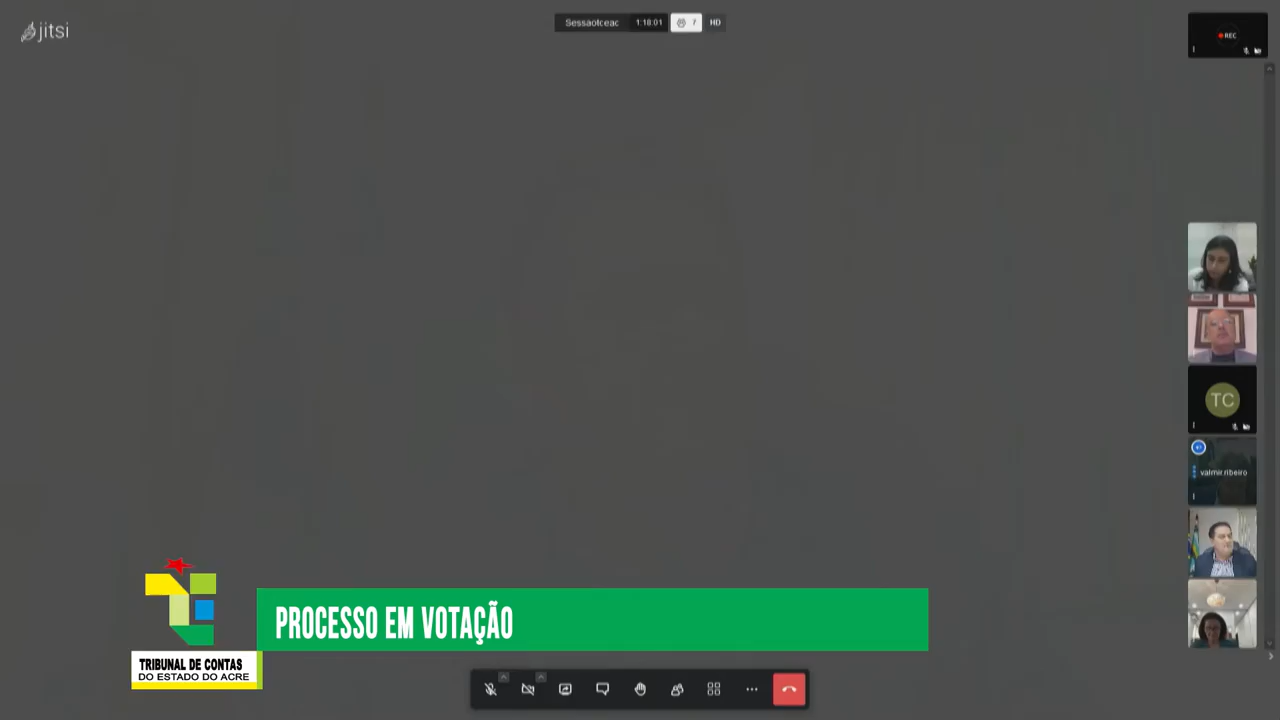 jitsi
Sessaotceac 1:18:01 7 HD
REC
TC
valmir.ribeiro
PROCESSO EM VOTAÇÃO
TRIBUNAL DE CONTAS
DO ESTADO DO ACRE